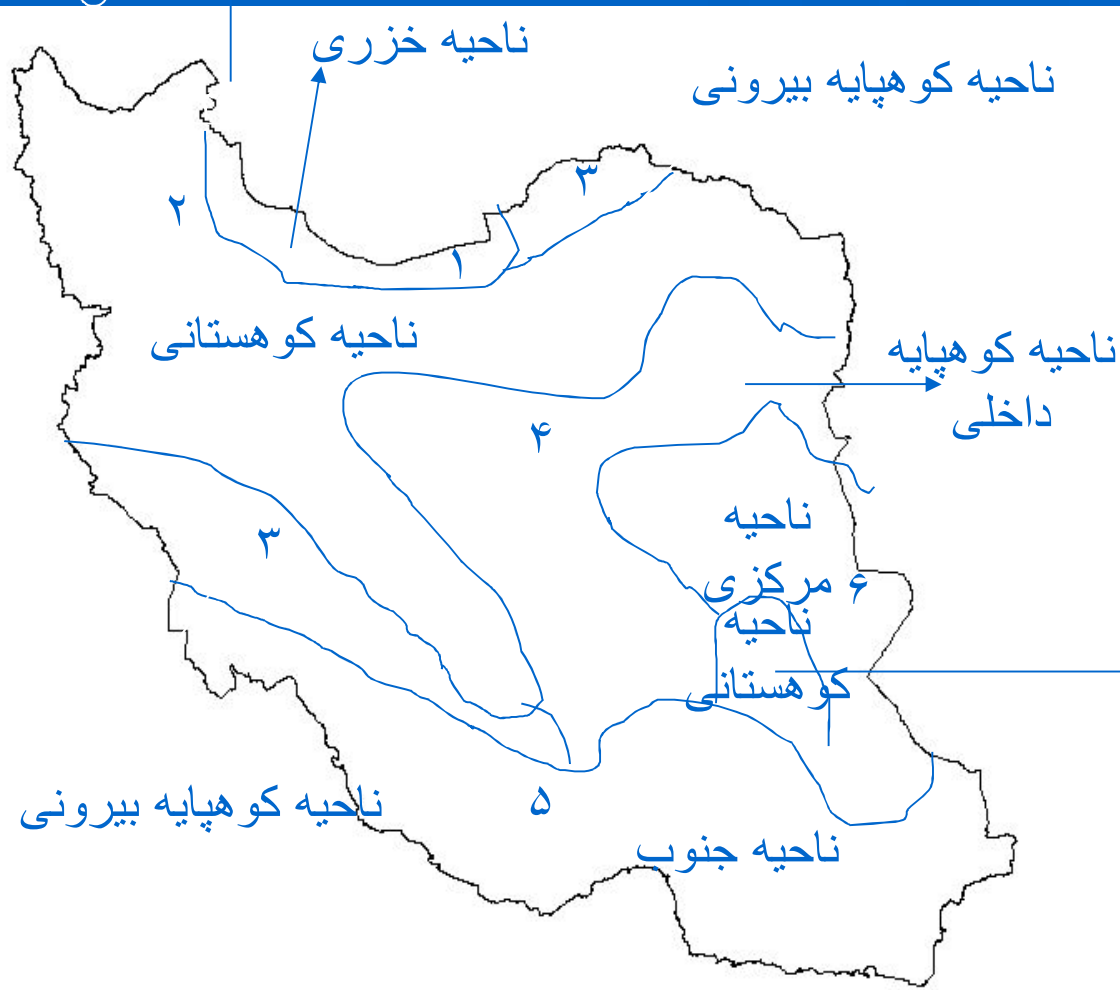 ناحیه خزری
ناحیه کوهپایه بیرونی
۳
۲
۱
ناحیه کوهستانی
ناحیه کوهپایه
داخلی
۴
ناحیه
۶ مرکزی
۳
ناحیه
کوهستانی
ناحیه کوهپایه بیرونی
۵
ناحیه جنوب